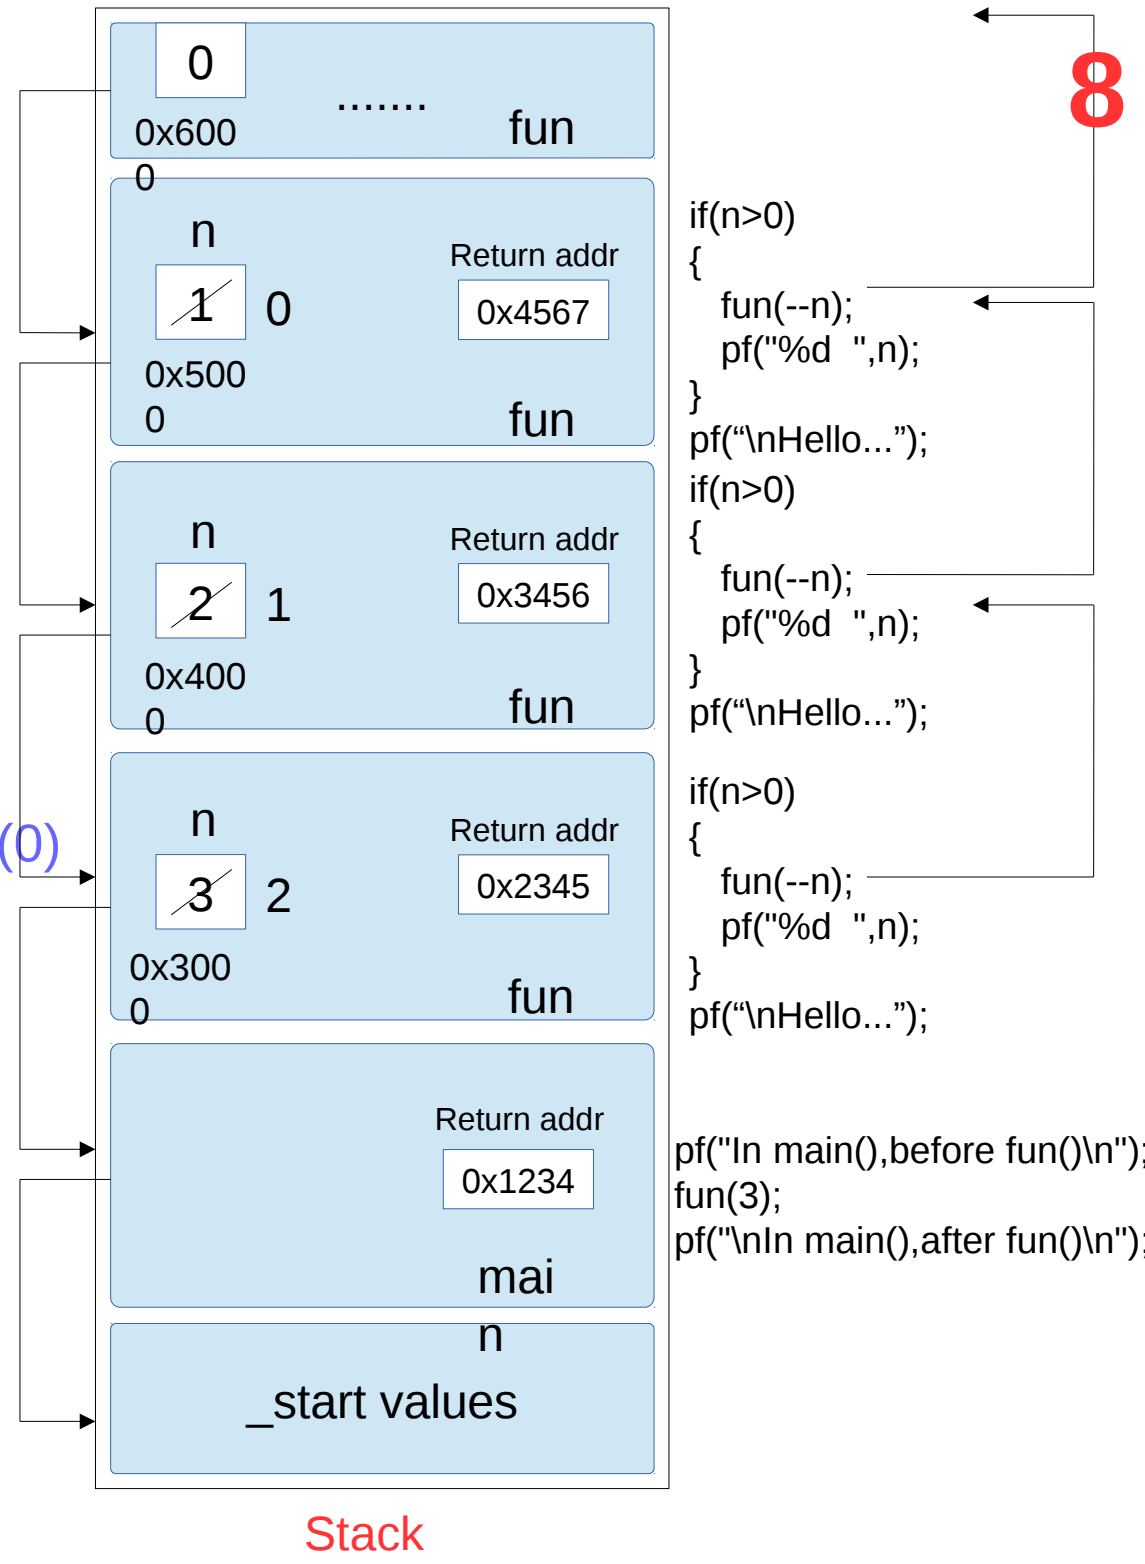 0
.......
0x600
0
fun
8
n
1
0
0x500
0
Return addr
0x4567
fun
if(n>0)
{
fun(--n);
pf("%d  ",n);
}
pf(“\nHello...”);
n
2
1
0x400
0
Return addr
0x3456
fun
if(n>0)
{
fun(--n);
pf("%d  ",n);
}
pf(“\nHello...”);
(0)
n
3
2
0x300
0
Return addr
0x2345
fun
if(n>0)
{
fun(--n);
pf("%d  ",n);
}
pf(“\nHello...”);
Return addr
0x1234
mai
n
pf("In main(),before fun()\n");
fun(3);
pf("\nIn main(),after fun()\n");
_start values
Stack